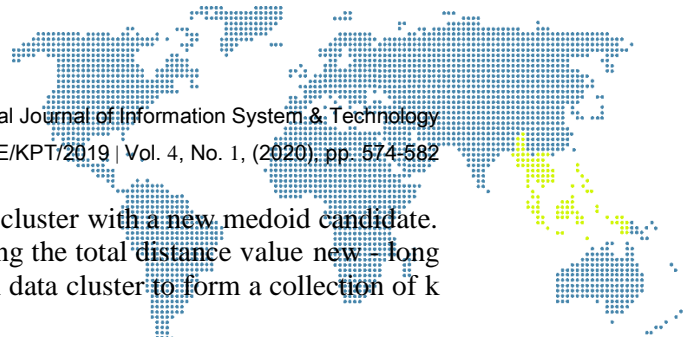 al Journal of Information System & Technology
E/KPT/2019 | Vol. 4, No. 1, (2020), pp. 574-582
cluster with a new medoid candidate.
ng the total distance value new - long
data cluster to form a collection of k